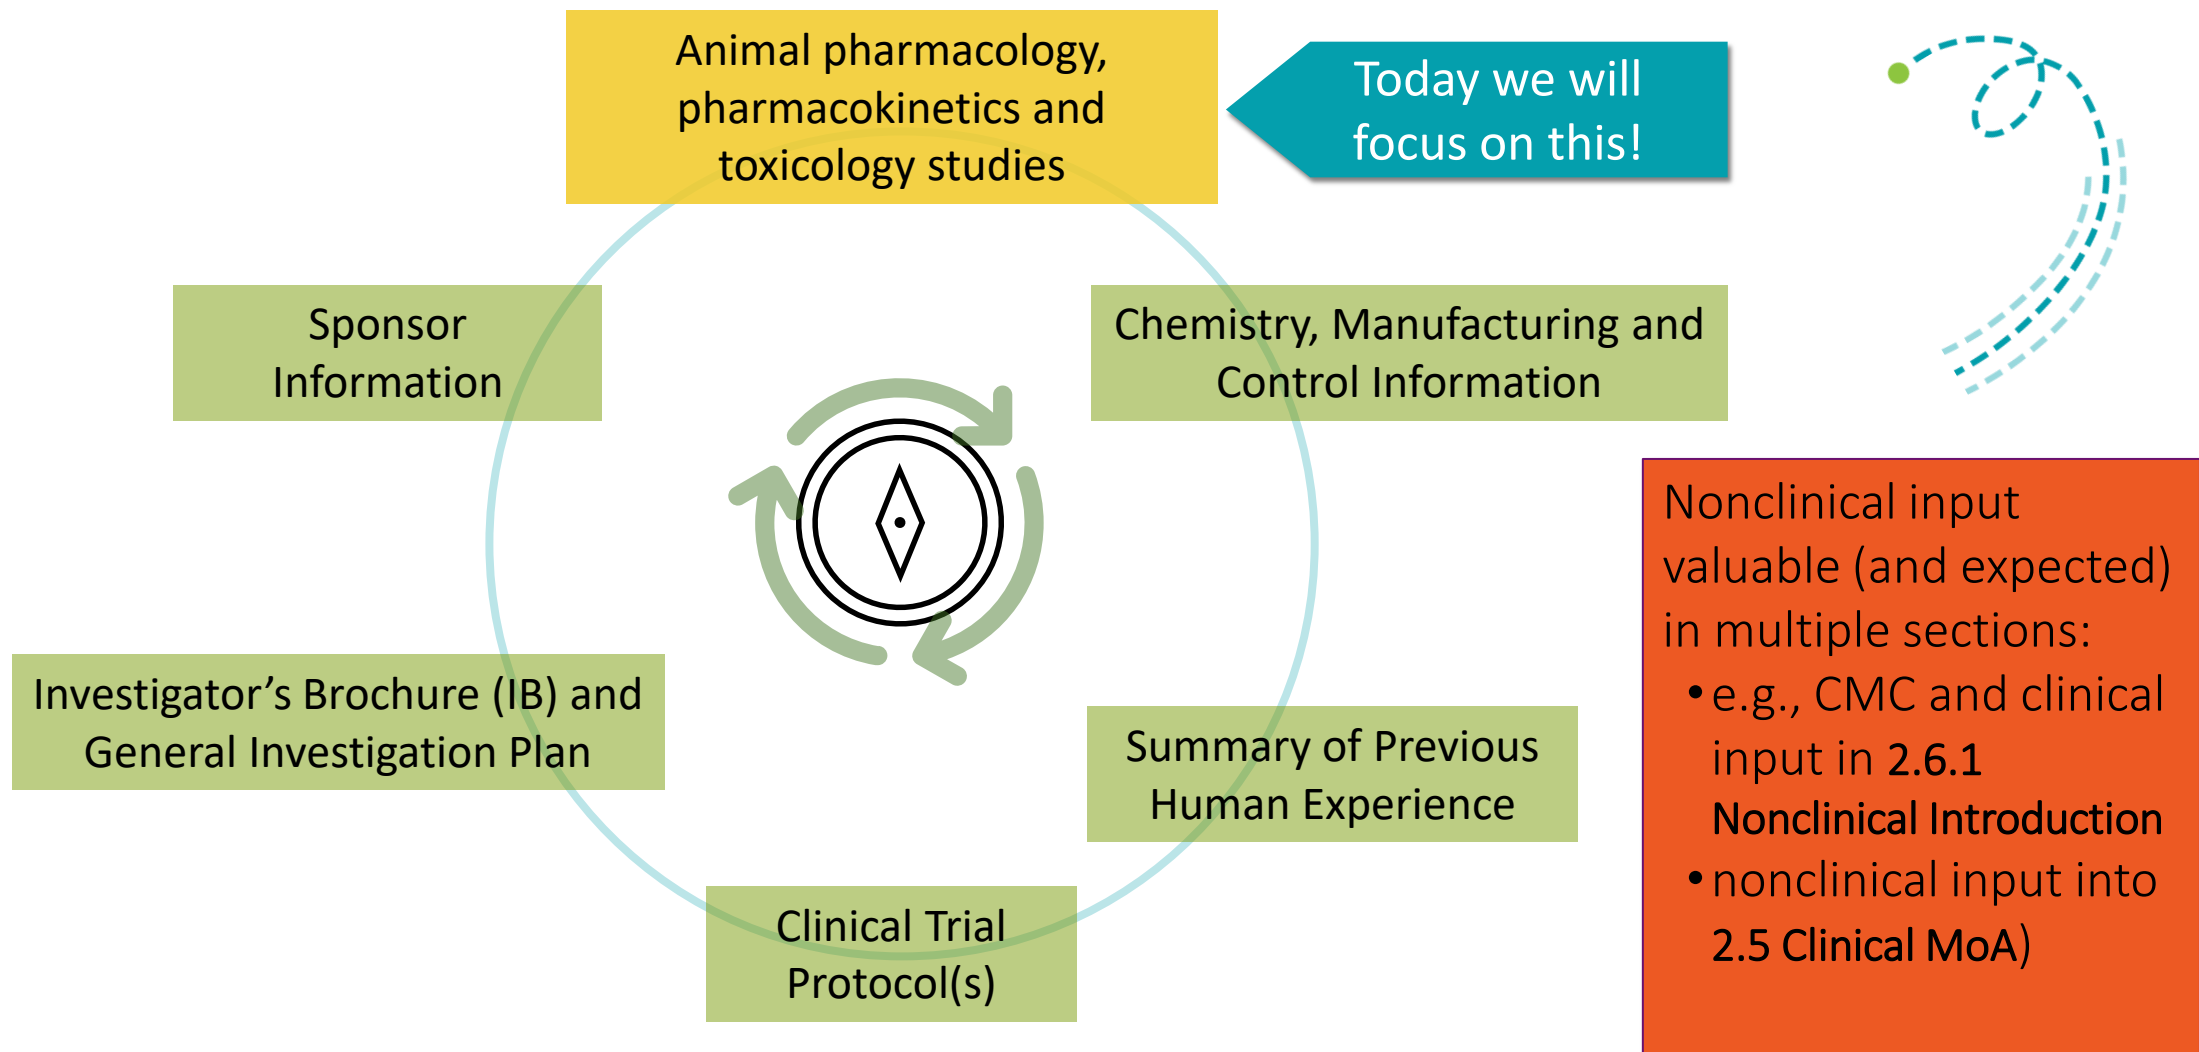 Animal pharmacology,
pharmacokinetics and
toxicology studies
Today we will
focus on this!
Sponsor
Information
Chemistry, Manufacturing and
Control Information
Investigator’s Brochure (IB) and
General Investigation Plan
Summary of Previous
Human Experience
Clinical Trial
Protocol(s)
Nonclinical input
valuable (and expected)
in multiple sections:
•e.g., CMC and clinical
input in 2.6.1
Nonclinical Introduction
•nonclinical input into
2.5 Clinical MoA)